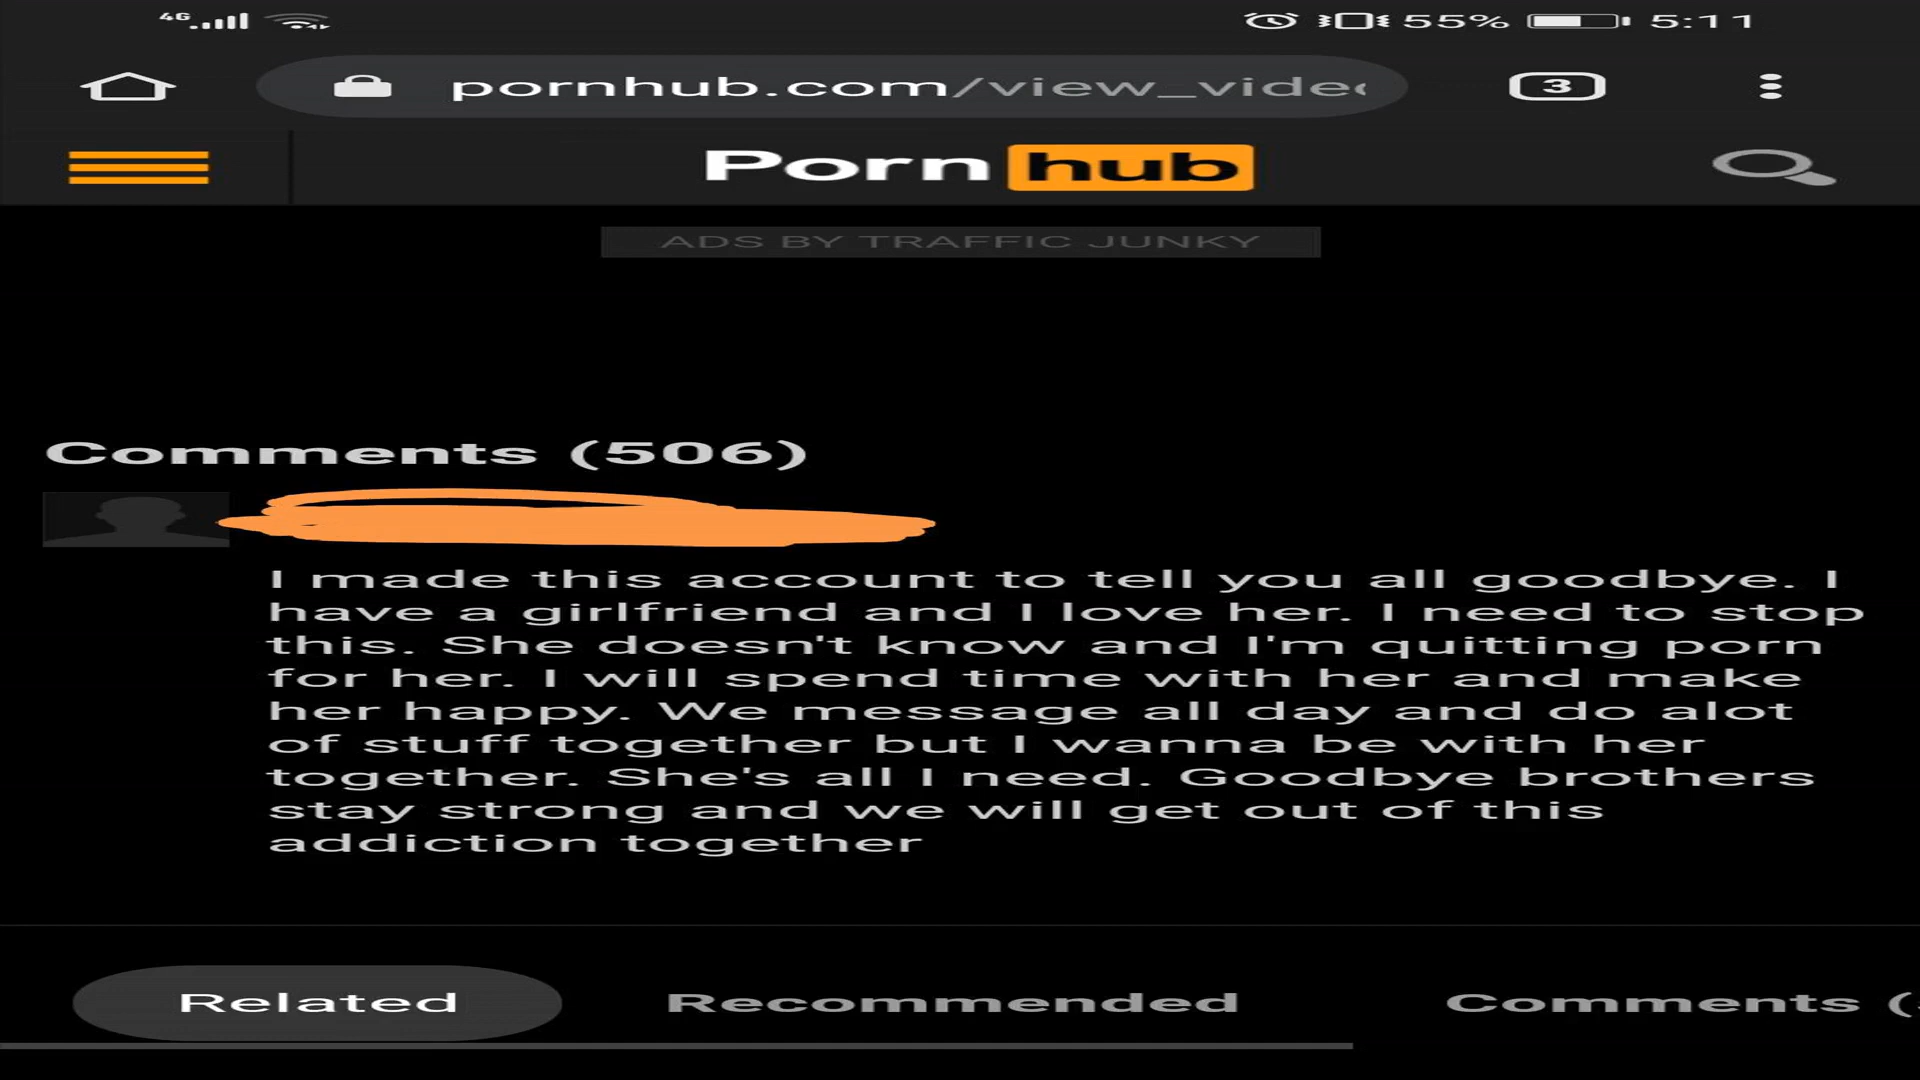 4G 55% 5:11
pornhub.com/view_vide
3
Porn hub
ADS BY TRAFFIC JUNKY
Comments (506)
I made this account to tell you all goodbye. I
have a girlfriend and I love her. I need to stop
this. She doesn't know and I'm quitting porn
for her. I will spend time with her and make
her happy. We message all day and do alot
of stuff together but I wanna be with her
together. She's all I need. Goodbye brothers
stay strong and we will get out of this
addiction together
Related Recommended Comments (